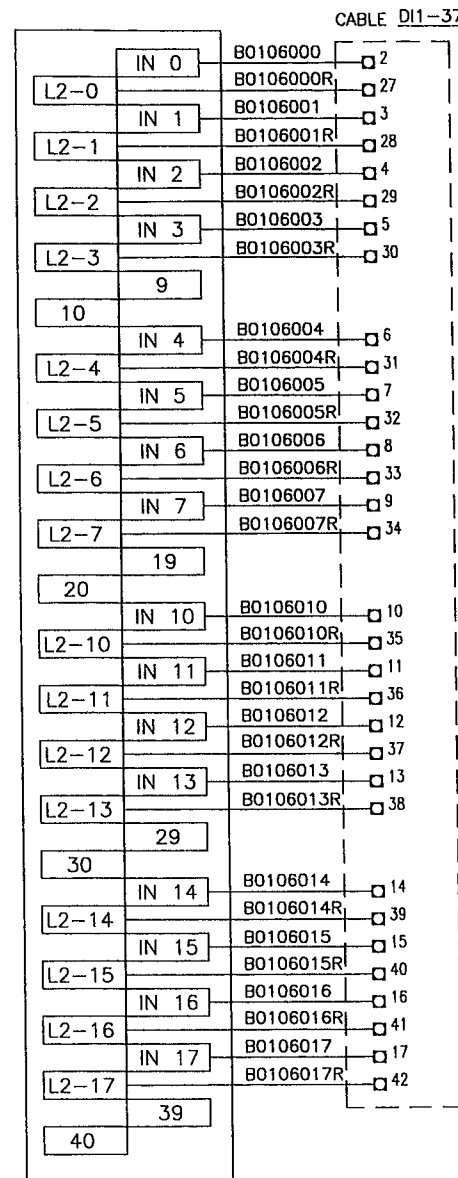 CABLE DI1-37
IN 0 B0106000 2
L2-0 B0106000R 27
IN 1 B0106001 3
L2-1 B0106001R 28
IN 2 B0106002 4
L2-2 B0106002R 29
IN 3 B0106003 5
L2-3 B0106003R 30
9
10
IN 4 B0106004 6
L2-4 B0106004R 31
IN 5 B0106005 7
L2-5 B0106005R 32
IN 6 B0106006 8
L2-6 B0106006R 33
IN 7 B0106007 9
L2-7 B0106007R 34
19
20
IN 10 B0106010 10
L2-10 B0106010R 35
IN 11 B0106011 11
L2-11 B0106011R 36
IN 12 B0106012 12
L2-12 B0106012R 37
IN 13 B0106013 13
L2-13 B0106013R 38
29
30
IN 14 B0106014 14
L2-14 B0106014R 39
IN 15 B0106015 15
L2-15 B0106015R 40
IN 16 B0106016 16
L2-16 B0106016R 41
IN 17 B0106017 17
L2-17 B0106017R 42
39
40